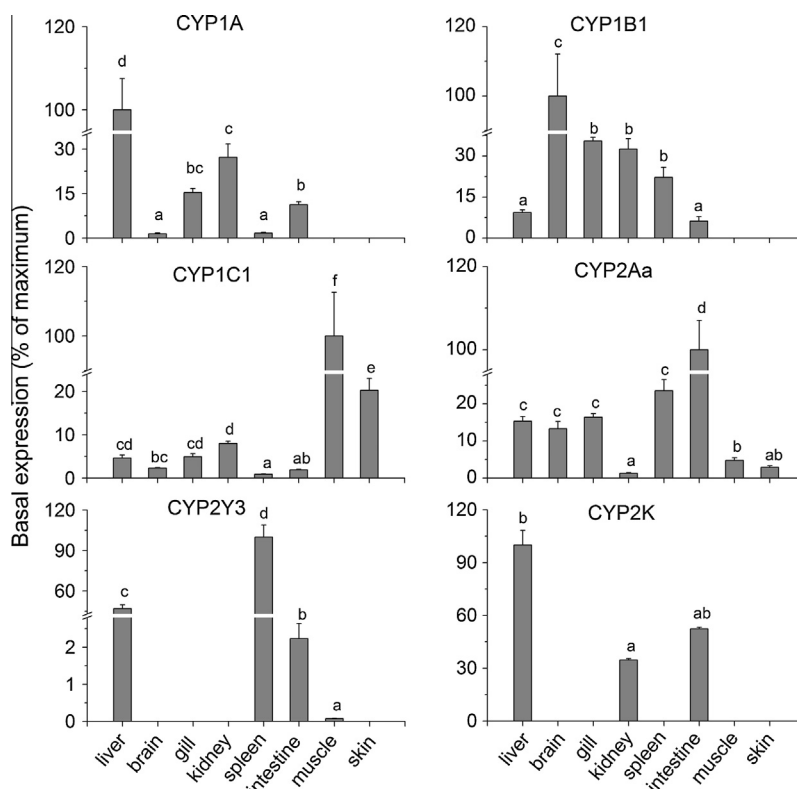 Basal expression (% of maximum)
CYP1A
120
100
30
15
0
d
a
bc
c
a
b
CYP1B1
120
100
30
15
0
a
c
b
b
b
a
CYP1C1
120
100
20
10
0
cd
bc
cd
d
a
ab
f
e
CYP2Aa
120
100
20
10
0
c
c
c
a
c
d
b
ab
CYP2Y3
120
90
60
2
1
0
c
d
b
a
liver
brain
gill
kidney
spleen
intestine
muscle
skin
CYP2K
120
90
60
30
0
b
a
ab
liver
brain
gill
kidney
spleen
intestine
muscle
skin